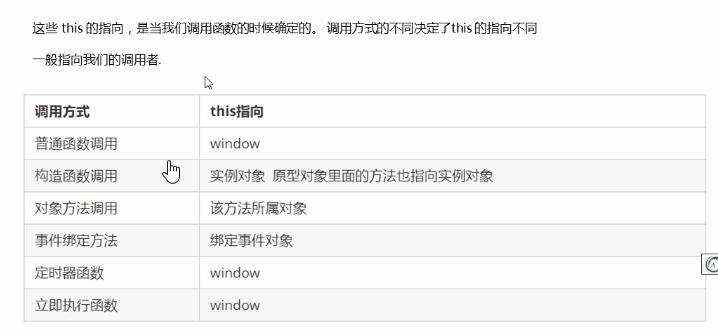 这些 this 的指向，是当我们调用函数的时候确定的。 调用方式的不同决定了this 的指向不同
一般指向我们的调用者.
调用方式 this指向
普通函数调用 window
构造函数调用 实例对象 原型对象里面的方法也指向实例对象
对象方法调用 该方法所属对象
事件绑定方法 绑定事件对象
定时器函数 window
立即执行函数 window